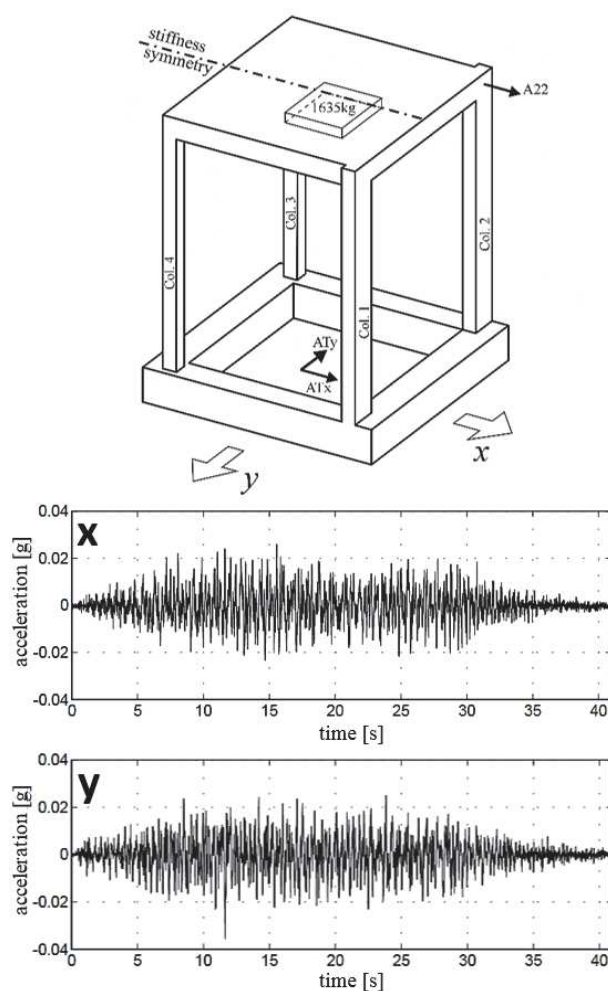 stiffness
symmetry
1635kg
A22
Col. 3
Col. 2
Col. 4
Col. 1
ATy
ATx
x
y
x
acceleration [g]
0.04
0.02
0
-0.02
-0.04
0 5 10 15 20 25 30 35 40
time [s]
y
acceleration [g]
0.04
0.02
0
-0.02
-0.04
0 5 10 15 20 25 30 35 40
time [s]